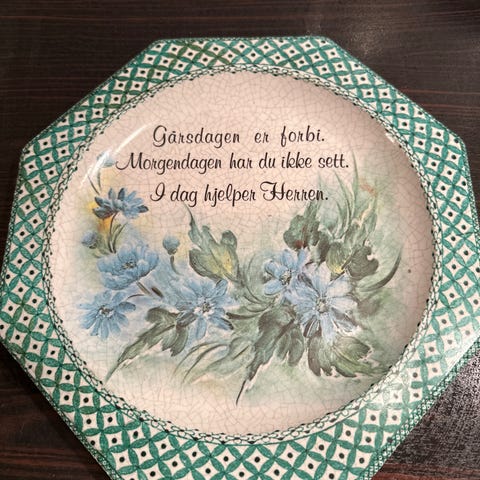 Gårsdagen er forbi.
Morgendagen har du ikke sett.
I dag hjelper Herren.